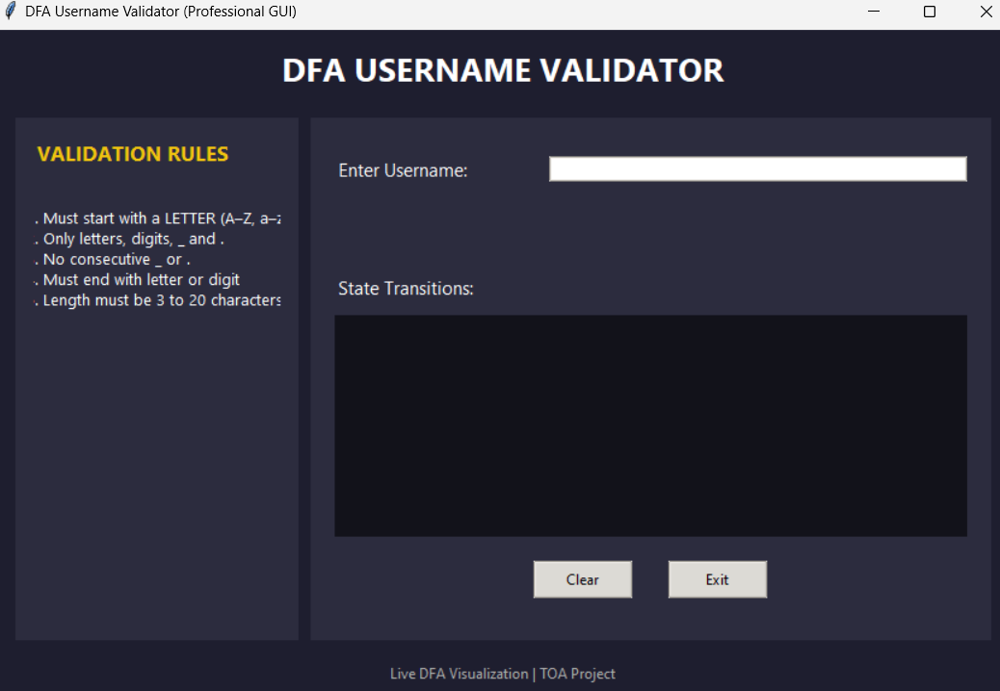 DFA Username Validator (Professional GUI)
DFA USERNAME VALIDATOR
VALIDATION RULES
. Must start with a LETTER (A–Z, a–z
. Only letters, digits, _ and .
. No consecutive _ or .
. Must end with letter or digit
. Length must be 3 to 20 characters
Enter Username:
State Transitions:
Clear
Exit
Live DFA Visualization | TOA Project